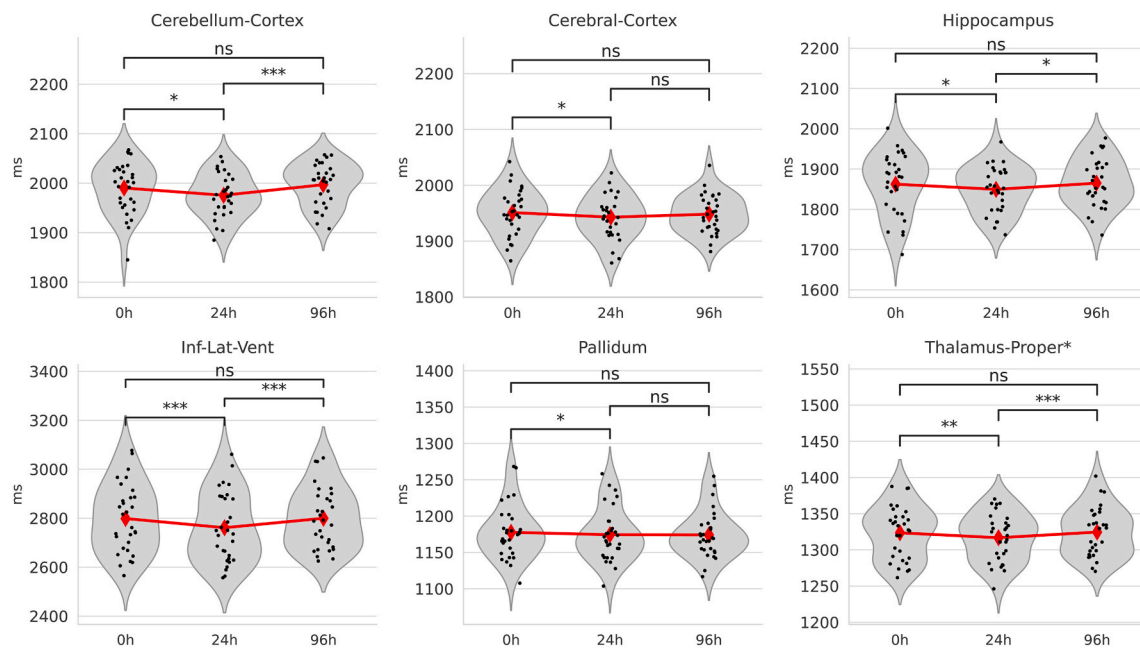 Cerebellum-Cortex
ns
***
*
2200
2100
2000
1900
1800
ms
0h 24h 96h
Cerebral-Cortex
ns
ns
*
2200
2100
2000
1900
1800
ms
0h 24h 96h
Hippocampus
ns
*
*
2200
2100
2000
1900
1800
1700
1600
ms
0h 24h 96h
Inf-Lat-Vent
ns
***
***
3400
3200
3000
2800
2600
2400
ms
0h 24h 96h
Pallidum
ns
ns
*
1400
1350
1300
1250
1200
1150
1100
ms
0h 24h 96h
Thalamus-Proper*
ns
***
**
1550
1500
1450
1400
1350
1300
1250
1200
ms
0h 24h 96h